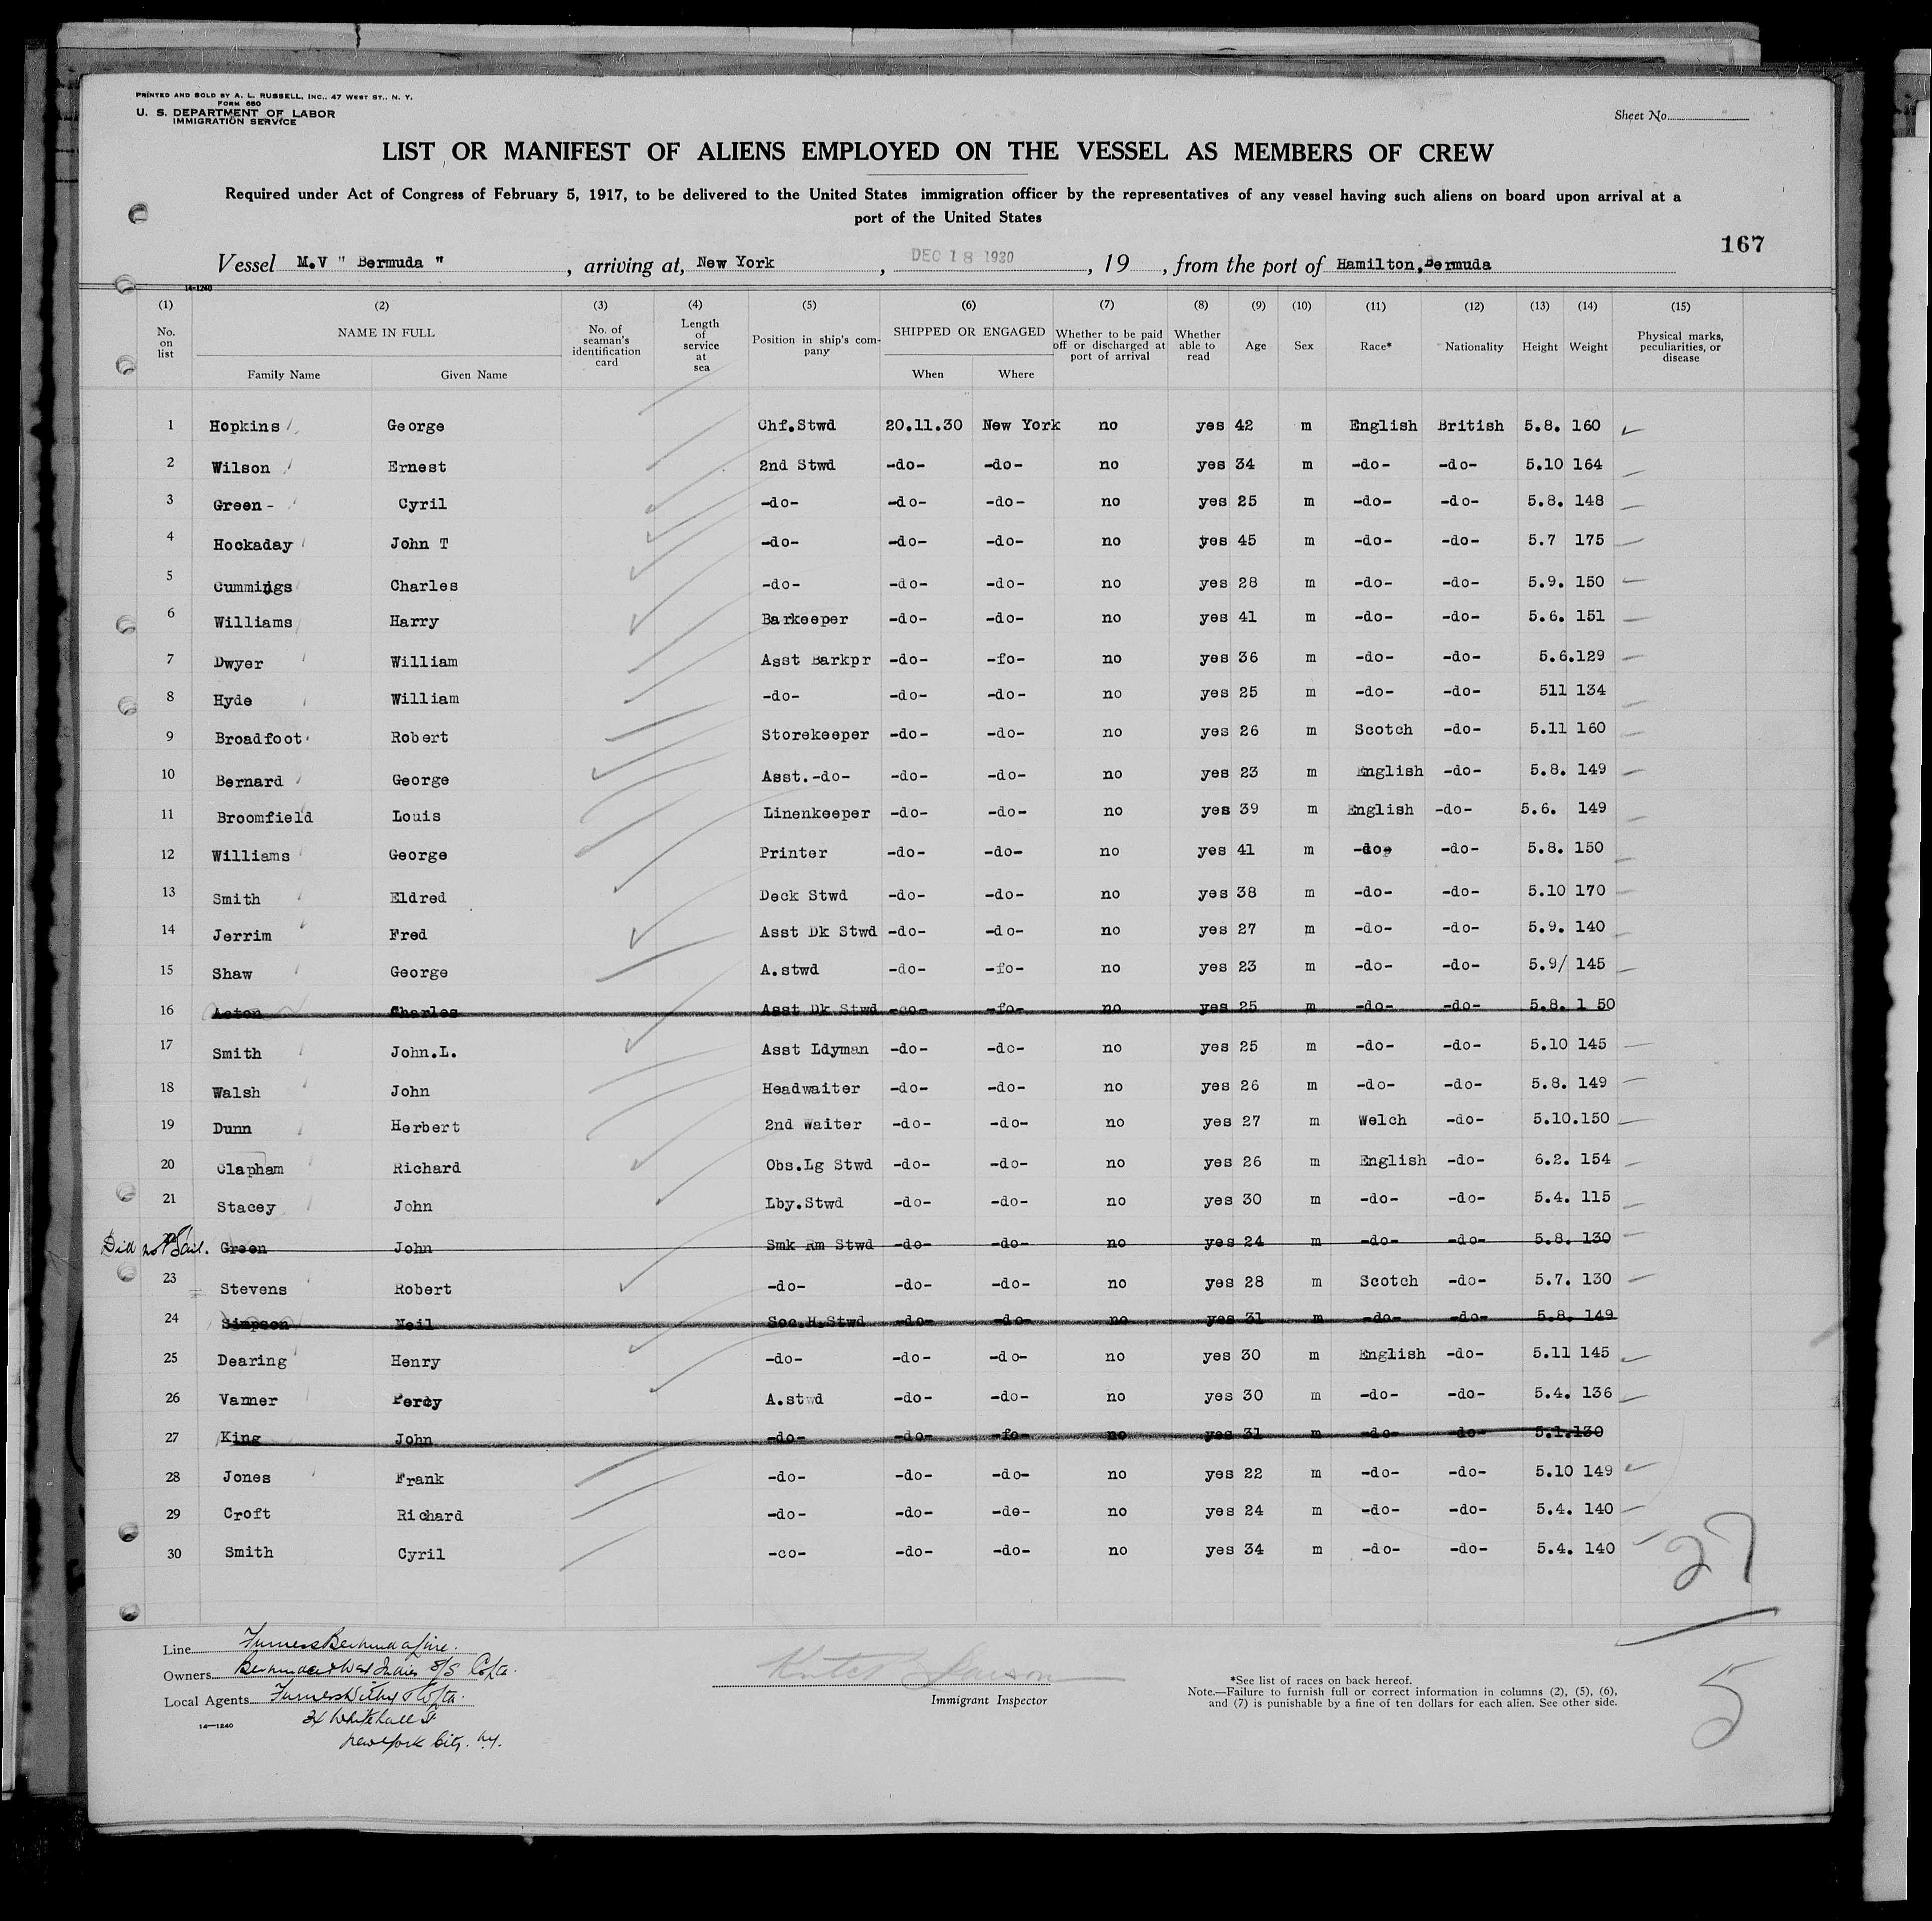 PRINTED AND SOLD BY A. L. RUSSELL, INC., 47 WEST ST., N. Y.
FORM 680
U. S. DEPARTMENT OF LABOR
IMMIGRATION SERVICE
Sheet No.
LIST OR MANIFEST OF ALIENS EMPLOYED ON THE VESSEL AS MEMBERS OF CREW
Required under Act of Congress of February 5, 1917, to be delivered to the United States immigration officer by the representatives of any vessel having such aliens on board upon arrival at a
port of the United States
167
Vessel M.V " Bermuda ", arriving at, New York, DEC 18 1930, 19 , from the port of Hamilton,Bermuda
14-1240
(1) (2) (3) (4) (5) (6) (7) (8) (9) (10) (11) (12) (13) (14) (15)
No. on list NAME IN FULL Family Name Given Name No. of seaman's identification card Length of service at sea Position in ship's company SHIPPED OR ENGAGED When Where Whether to be paid off or discharged at port of arrival Whether able to read Age Sex Race* Nationality Height Weight Physical marks, peculiarities, or disease
1 Hopkins George Chf.Stwd 20.11.30 New York no yes 42 m English British 5.8. 160
2 Wilson Ernest 2nd Stwd -do- -do- no yes 34 m -do- -do- 5.10 164
3 Green - Cyril -do- -do- -do- no yes 25 m -do- -do- 5.8. 148
4 Hockaday John T -do- -do- -do- no yes 45 m -do- -do- 5.7 175
5 Cummings Charles -do- -do- -do- no yes 28 m -do- -do- 5.9. 150
6 Williams Harry Barkeeper -do- -do- no yes 41 m -do- -do- 5.6. 151
7 Dwyer William Asst Barkpr -do- -fo- no yes 36 m -do- -do- 5.6.129
8 Hyde William -do- -do- -do- no yes 25 m -do- -do- 511 134
9 Broadfoot Robert Storekeeper -do- -do- no yes 26 m Scotch -do- 5.11 160
10 Bernard George Asst.-do- -do- -do- no yes 23 m English -do- 5.8. 149
11 Broomfield Louis Linenkeeper -do- -do- no yes 39 m English -do- 5.6. 149
12 Williams George Printer -do- -do- no yes 41 m -do- -do- 5.8. 150
13 Smith Eldred Deck Stwd -do- -do- no yes 38 m -do- -do- 5.10 170
14 Jerrim Fred Asst Dk Stwd -do- -do- no yes 27 m -do- -do- 5.9. 140
15 Shaw George A.stwd -do- -fo- no yes 23 m -do- -do- 5.9/ 145
16 Acton Charles Asst Dk Stwd -co- -fo- no yes 25 m -do- -do- 5.8. 1 50
17 Smith John.L. Asst Ldyman -do- -do- no yes 25 m -do- -do- 5.10 145
18 Walsh John Headwaiter -do- -do- no yes 26 m -do- -do- 5.8. 149
19 Dunn Herbert 2nd Waiter -do- -do- no yes 27 m Welch -do- 5.10.150
20 Clapham Richard Obs.Lg Stwd -do- -do- no yes 26 m English -do- 6.2. 154
21 Stacey John Lby.Stwd -do- -do- no yes 30 m -do- -do- 5.4. 115
Did not Sail. Green John Smk Rm Stwd -do- -do- no yes 24 m -do- -do- 5.8. 130
23 Stevens Robert -do- -do- -do- no yes 28 m Scotch -do- 5.7. 130
24 Simpson Neil Soc.H.Stwd -do- -do- no yes 31 m -do- -do- 5.8. 149
25 Dearing Henry -do- -do- -do- no yes 30 m English -do- 5.11 145
26 Varner Percy A.stwd -do- -do- no yes 30 m -do- -do- 5.4. 136
27 King John -do- -do- -fo- no yes 31 m -do- -do- 5.1.130
28 Jones Frank -do- -do- -do- no yes 22 m -do- -do- 5.10 149
29 Croft Richard -do- -do- -de- no yes 24 m -do- -do- 5.4. 140
30 Smith Cyril -co- -do- -do- no yes 34 m -do- -do- 5.4. 140
27
5
Line Furness Bermuda Line.
Owners Bermuda & West Indies S/S Co Ltd.
Local Agents Furness Withy & Co Ltd.
34 Whitehall St
New York City. N.Y.
14—1240
Immigrant Inspector
*See list of races on back hereof.
Note.—Failure to furnish full or correct information in columns (2), (5), (6),
and (7) is punishable by a fine of ten dollars for each alien. See other side.